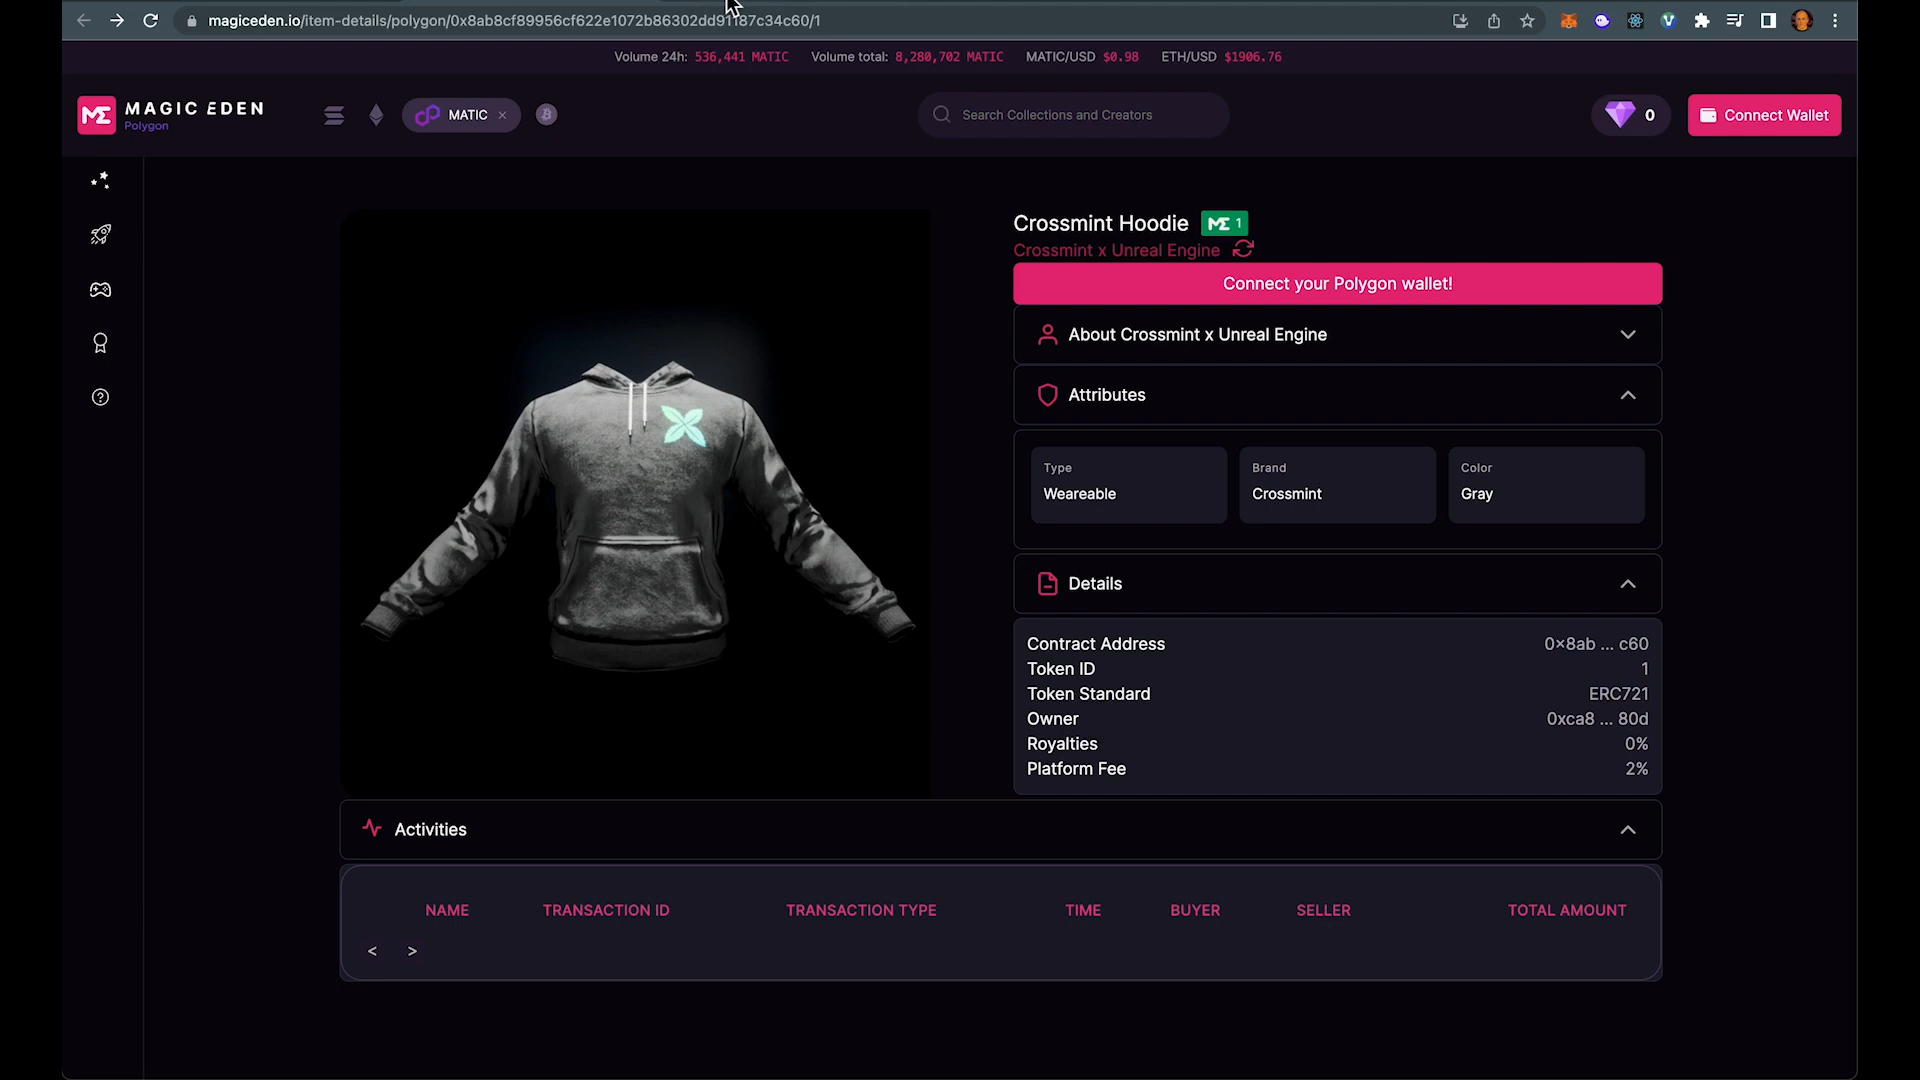 magiceden.io/item-details/polygon/0x8ab8cf89956cf622e1072b86302dd91f87c34c60/1
Volume 24h: 536,441 MATIC Volume total: 8,280,702 MATIC MATIC/USD $0.98 ETH/USD $1906.76
ME MAGIC EDEN
Polygon
MATIC ×
Search Collections and Creators
0
Connect Wallet
Crossmint Hoodie ME 1
Crossmint x Unreal Engine
Connect your Polygon wallet!
About Crossmint x Unreal Engine
Attributes
Type Brand Color
Weareable Crossmint Gray
Details
Contract Address 0x8ab ... c60
Token ID 1
Token Standard ERC721
Owner 0xca8 ... 80d
Royalties 0%
Platform Fee 2%
Activities
NAME TRANSACTION ID TRANSACTION TYPE TIME BUYER SELLER TOTAL AMOUNT
< >